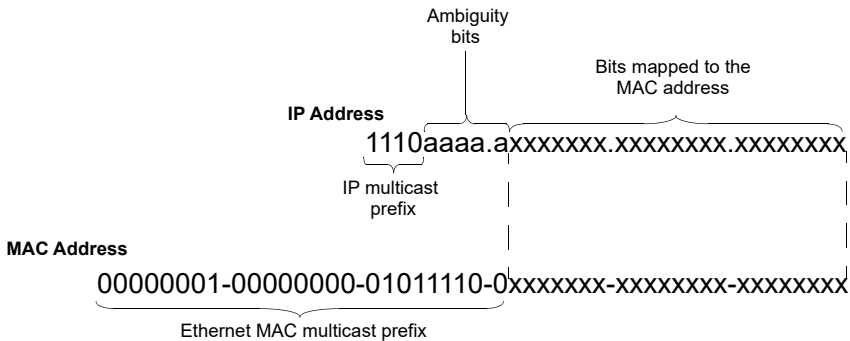 Ambiguity
bits
Bits mapped to the
MAC address
IP Address
1110aaaa.axxxxxxx.xxxxxxxx.xxxxxxxx
IP multicast
prefix
MAC Address
00000001-00000000-01011110-0xxxxxxx-xxxxxxxx-xxxxxxxx
Ethernet MAC multicast prefix